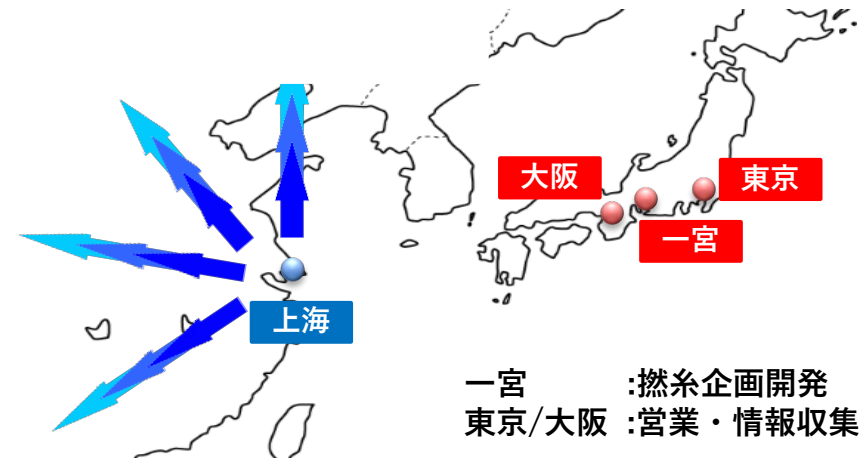 大阪
東京
一宮
上海
一宮 :撚糸企画開発
東京/大阪 :営業・情報収集